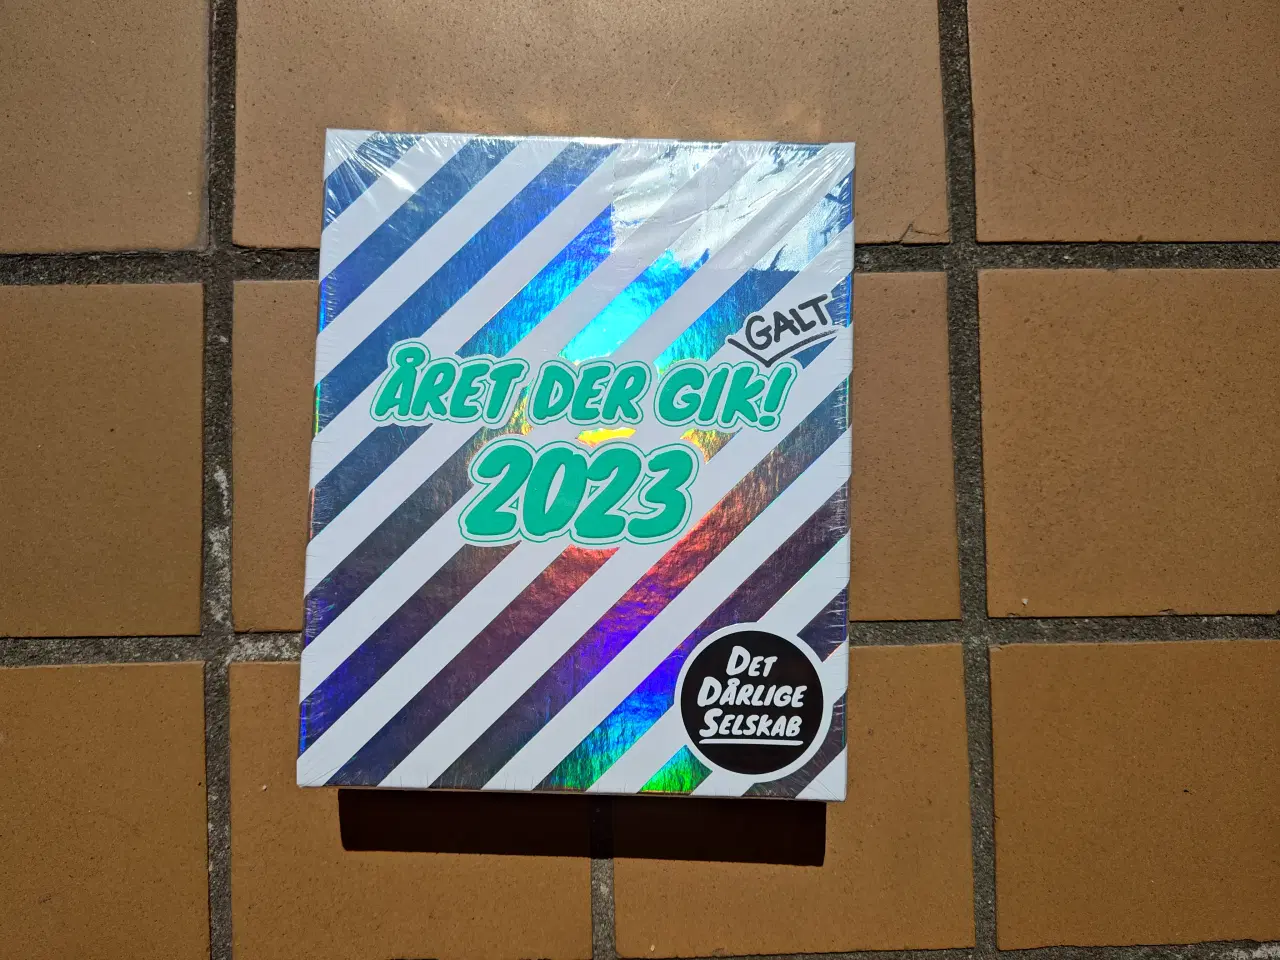 GALT
ÅRET DER GIK!
2023
DET
DÅRLIGE
SELSKAB